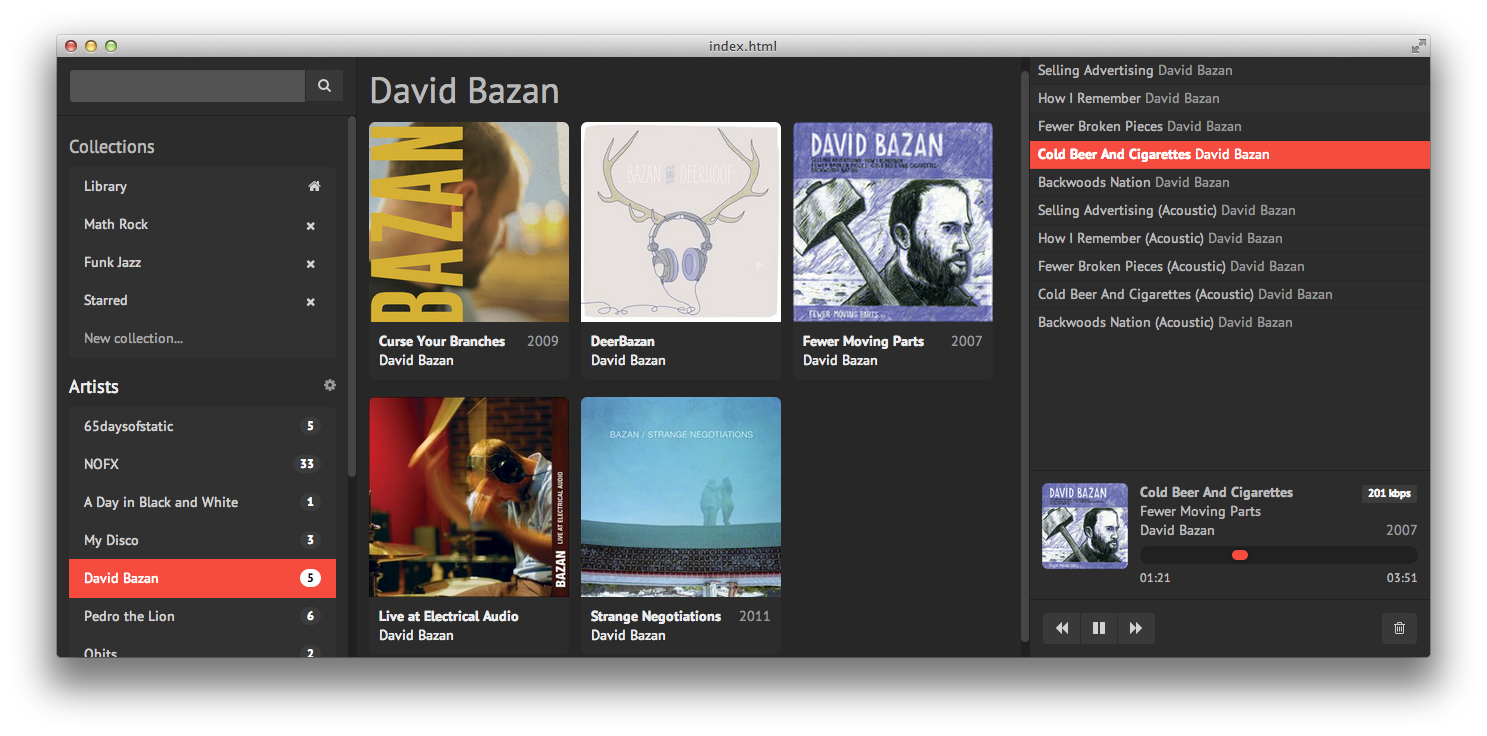 index.html
Collections
Library
Math Rock
Funk Jazz
Starred
New collection...
Artists
65daysofstatic 5
NOFX 33
A Day in Black and White 1
My Disco 3
David Bazan 5
Pedro the Lion 6
Obits 2
David Bazan
BAZAN
BAZAN
DEERHOOF
DAVID BAZAN
SELLING ADVERTISING HOW I REMEMBER
FEWER BROKEN PIECES COLD BEER AND CIGARETTES
BACKWOODS NATION
FEWER MOVING PARTS...
Curse Your Branches 2009
David Bazan
DeerBazan
David Bazan
Fewer Moving Parts 2007
David Bazan
BAZAN LIVE AT ELECTRICAL AUDIO
BAZAN / STRANGE NEGOTIATIONS
Live at Electrical Audio
David Bazan
Strange Negotiations 2011
David Bazan
Selling Advertising David Bazan
How I Remember David Bazan
Fewer Broken Pieces David Bazan
Cold Beer And Cigarettes David Bazan
Backwoods Nation David Bazan
Selling Advertising (Acoustic) David Bazan
How I Remember (Acoustic) David Bazan
Fewer Broken Pieces (Acoustic) David Bazan
Cold Beer And Cigarettes (Acoustic) David Bazan
Backwoods Nation (Acoustic) David Bazan
DAVID BAZAN
Cold Beer And Cigarettes 201 kbps
Fewer Moving Parts
David Bazan 2007
01:21 03:51